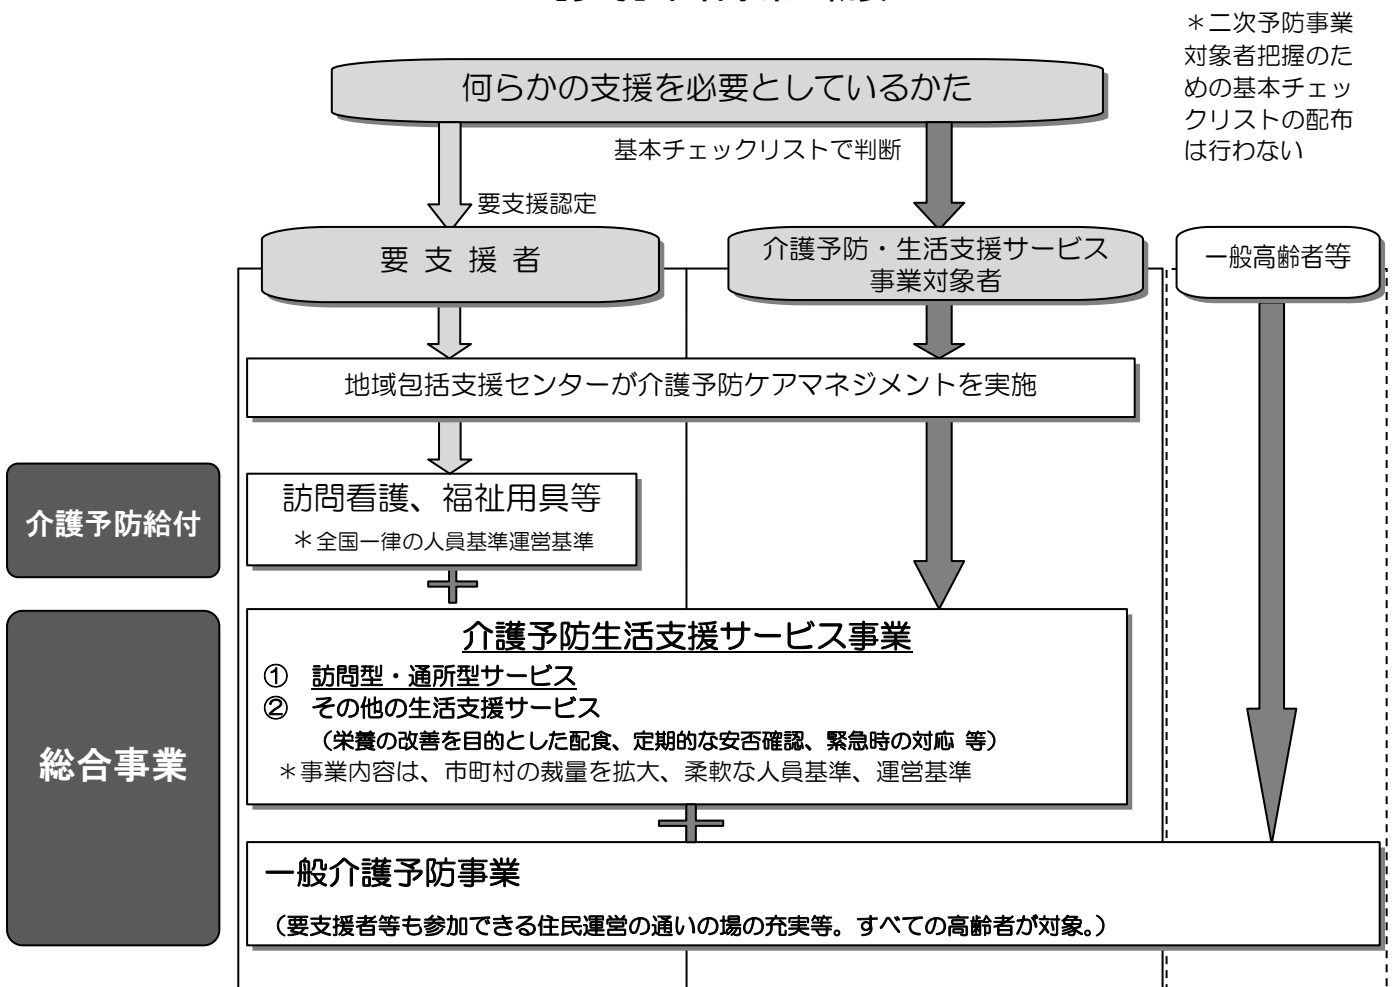 ＊二次予防事業
対象者把握のた
めの基本チェッ
クリストの配布
は行わない
何らかの支援を必要としているかた
基本チェックリストで判断
要支援認定
要支援者
介護予防・生活支援サービス
事業対象者
一般高齢者等
地域包括支援センターが介護予防ケアマネジメントを実施
介護予防給付
訪問看護、福祉用具等
＊全国一律の人員基準運営基準
総合事業
介護予防生活支援サービス事業
① 訪問型・通所型サービス
② その他の生活支援サービス
（栄養の改善を目的とした配食、定期的な安否確認、緊急時の対応 等）
＊事業内容は、市町村の裁量を拡大、柔軟な人員基準、運営基準
一般介護予防事業
（要支援者等も参加できる住民運営の通いの場の充実等。すべての高齢者が対象。）